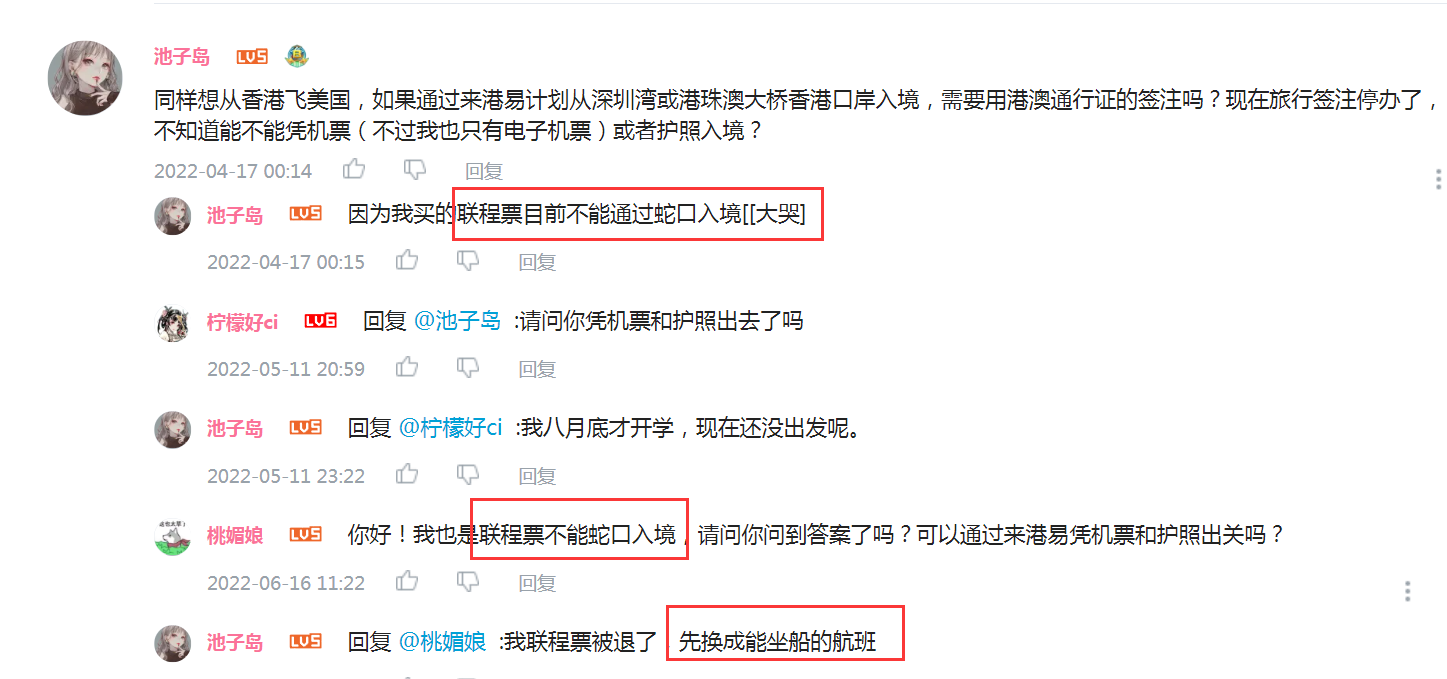 池子岛 LV5
同样想从香港飞美国，如果通过来港易计划从深圳湾或港珠澳大桥香港口岸入境，需要用港澳通行证的签注吗？现在旅行签注停办了，
不知道能不能凭机票（不过我也只有电子机票）或者护照入境？
2022-04-17 00:14 回复
池子岛 LV5 因为我买的联程票目前不能通过蛇口入境[[大哭]
2022-04-17 00:15 回复
柠檬好ci LV6 回复 @池子岛 :请问你凭机票和护照出去了吗
2022-05-11 20:59 回复
池子岛 LV5 回复 @柠檬好ci :我八月底才开学，现在还没出发呢。
2022-05-11 23:22 回复
桃媚娘 LV5 你好！我也是联程票不能蛇口入境，请问你问到答案了吗？可以通过来港易凭机票和护照出关吗？
2022-06-16 11:22 回复
池子岛 LV5 回复 @桃媚娘 :我联程票被退了 先换成能坐船的航班